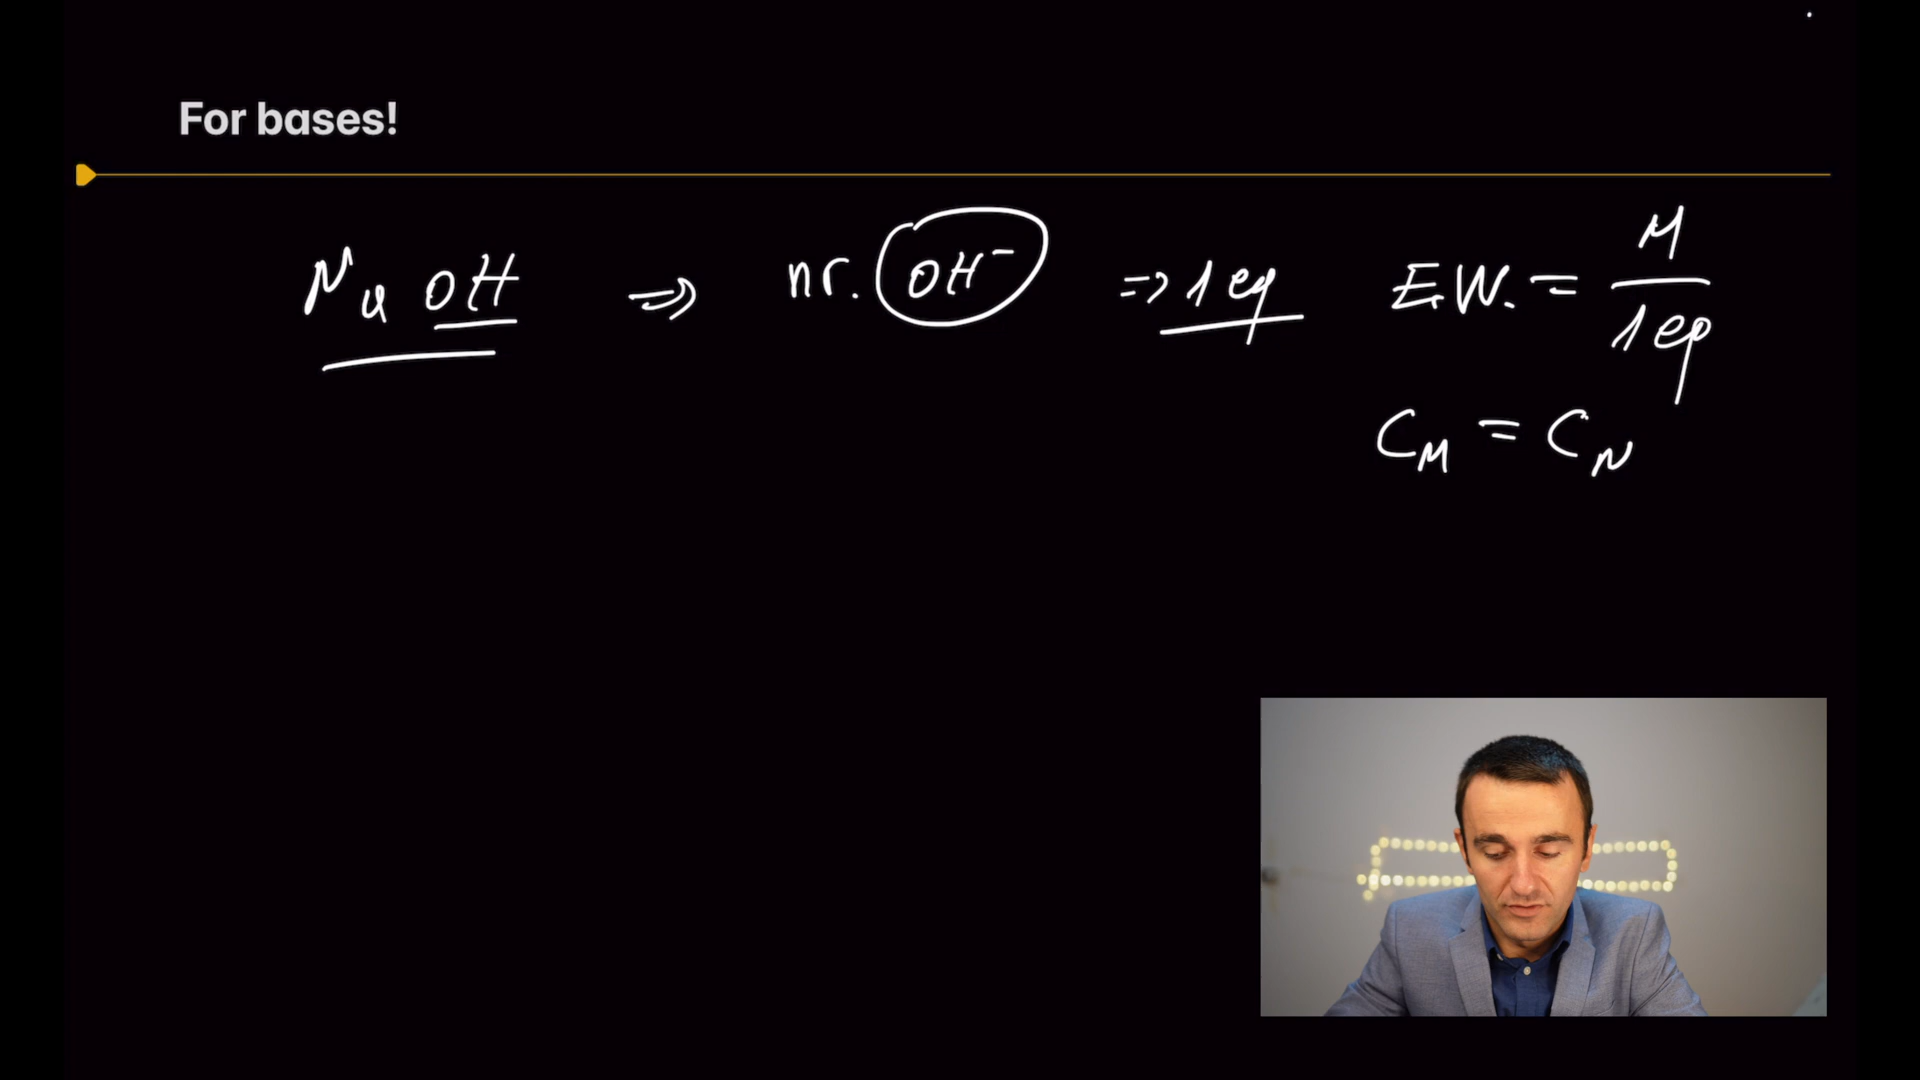 For bases!
NaOH ⇒ nr. OH⁻ ⇒ 1 eq E.W. = M / 1 eq
C_M = C_N